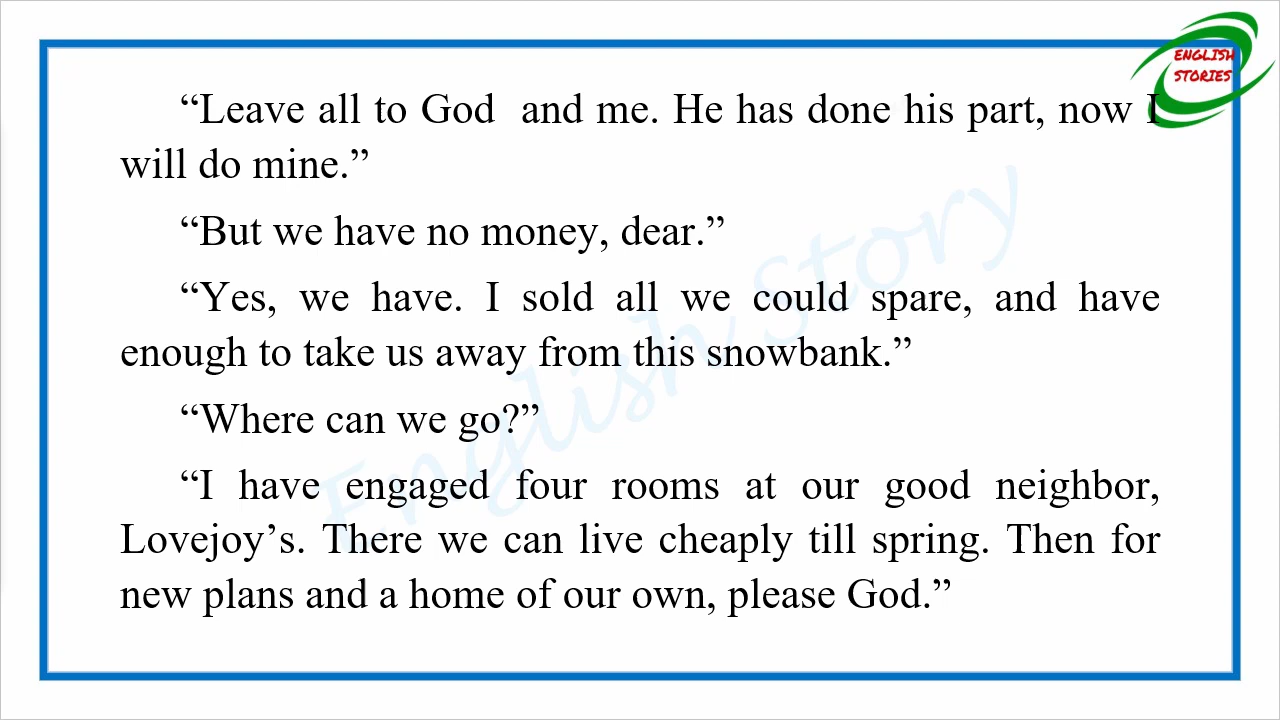 ENGLISH
STORIES
“Leave all to God  and me. He has done his part, now I
will do mine.”
“But we have no money, dear.”
“Yes, we have. I sold all we could spare, and have
enough to take us away from this snowbank.”
“Where can we go?”
“I have engaged four rooms at our good neighbor,
Lovejoy’s. There we can live cheaply till spring. Then for
new plans and a home of our own, please God.”
English Story